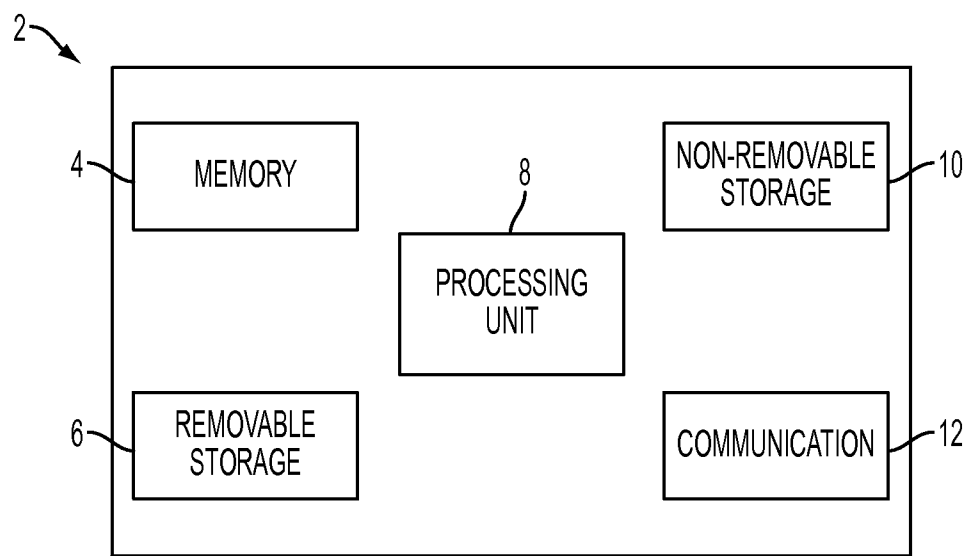 2
4
MEMORY
NON-REMOVABLE
STORAGE
10
8
PROCESSING
UNIT
6
REMOVABLE
STORAGE
COMMUNICATION
12